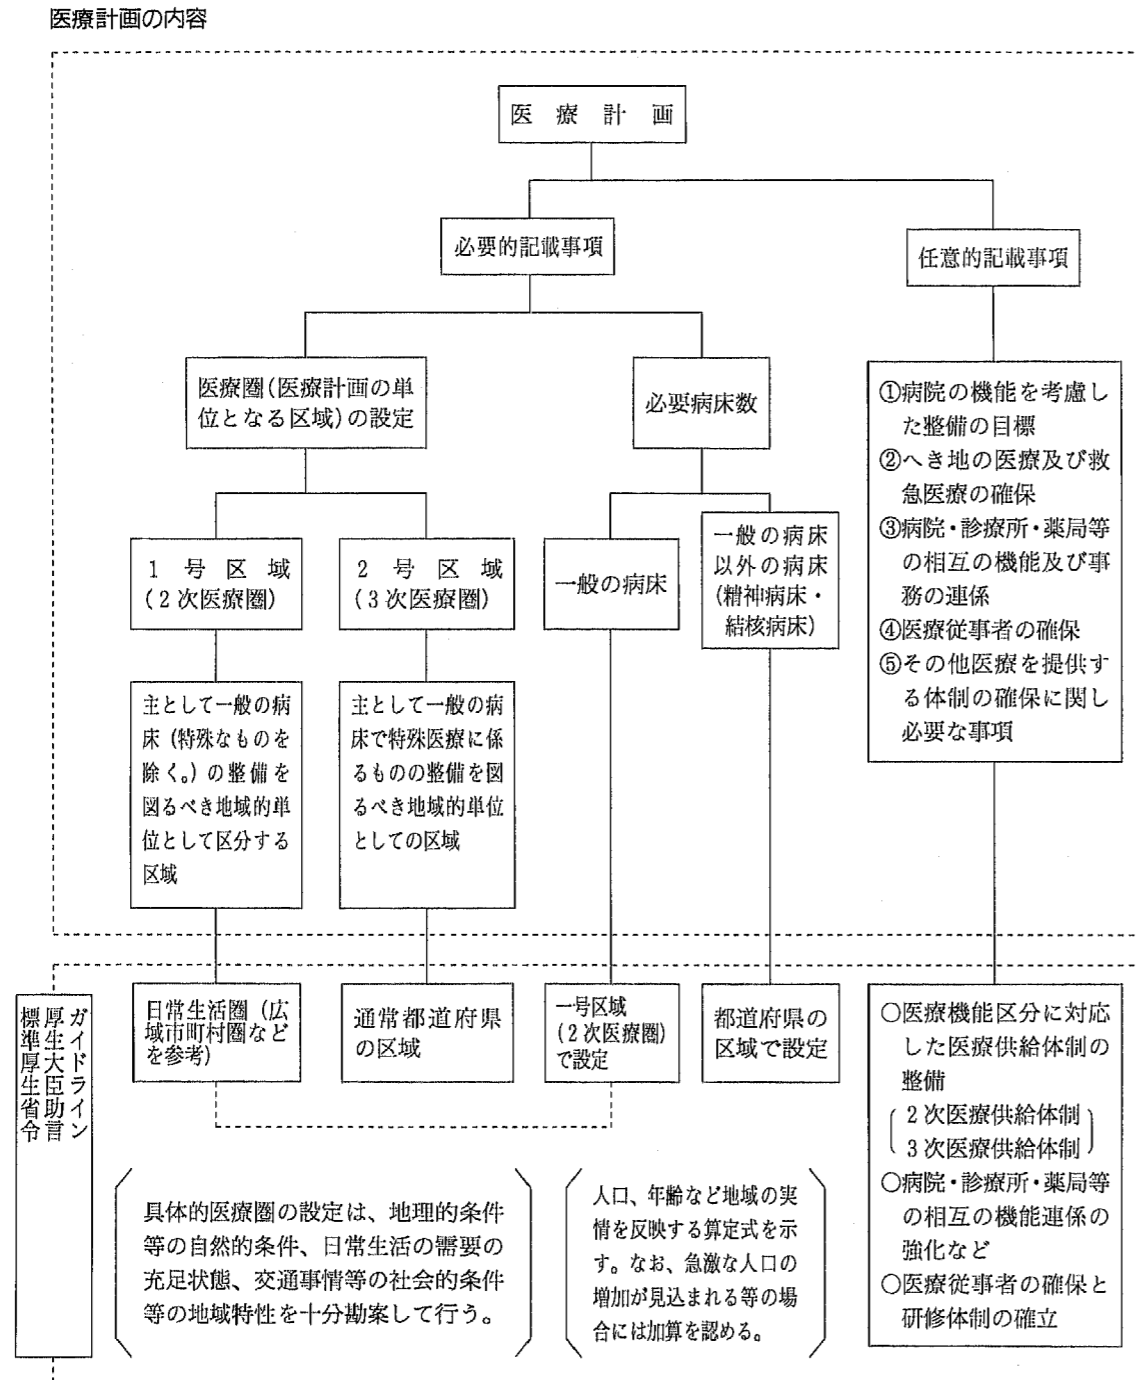 医療計画の内容
医療計画
必要的記載事項
任意的記載事項
医療圏(医療計画の単
位となる区域)の設定
必要病床数
①病院の機能を考慮し
た整備の目標
②へき地の医療及び救
急医療の確保
③病院・診療所・薬局等
の相互の機能及び事
務の連係
④医療従事者の確保
⑤その他医療を提供す
る体制の確保に関し
必要な事項
1号区域
(2次医療圏)
2号区域
(3次医療圏)
一般の病床
一般の病床
以外の病床
(精神病床・
結核病床)
主として一般の病
床(特殊なものを
除く。)の整備を
図るべき地域的単
位として区分する
区域
主として一般の病
床で特殊医療に係
るものの整備を図
るべき地域的単位
としての区域
ガイドライン
厚生大臣助言
標準厚生省令
日常生活圏(広
域市町村圏など
を参考)
通常都道府県
の区域
一号区域
(2次医療圏)
で設定
都道府県の
区域で設定
○医療機能区分に対応
した医療供給体制の
整備
(2次医療供給体制
3次医療供給体制)
○病院・診療所・薬局等
の相互の機能連係の
強化など
○医療従事者の確保と
研修体制の確立
具体的医療圏の設定は、地理的条件
等の自然的条件、日常生活の需要の
充足状態、交通事情等の社会的条件
等の地域特性を十分勘案して行う。
人口、年齢など地域の実
情を反映する算定式を示
す。なお、急激な人口の
増加が見込まれる等の場
合には加算を認める。